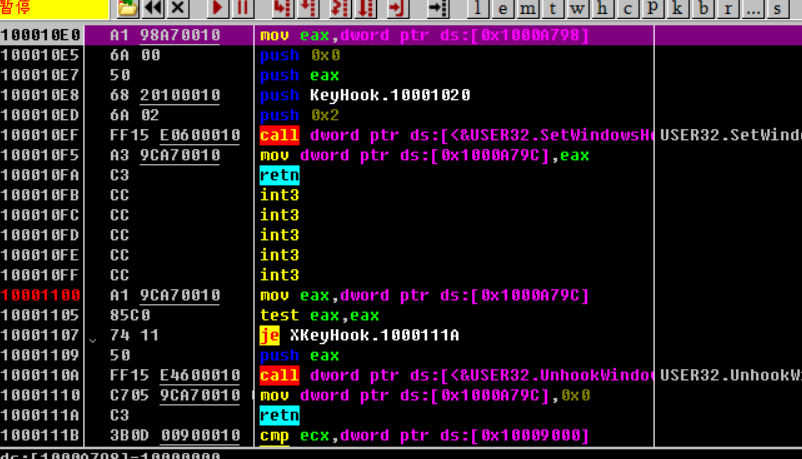 暂停 l e m t w h c p k b r ... s
100010E0 A1 98A70010 mov eax,dword ptr ds:[0x1000A798]
100010E5 6A 00 push 0x0
100010E7 50 push eax
100010E8 68 20100010 push KeyHook.10001020
100010ED 6A 02 push 0x2
100010EF FF15 E0600010 call dword ptr ds:[<&USER32.SetWindowsHo USER32.SetWindo
100010F5 A3 9CA70010 mov dword ptr ds:[0x1000A79C],eax
100010FA C3 retn
100010FB CC int3
100010FC CC int3
100010FD CC int3
100010FE CC int3
100010FF CC int3
10001100 A1 9CA70010 mov eax,dword ptr ds:[0x1000A79C]
10001105 85C0 test eax,eax
10001107 74 11 je XKeyHook.1000111A
10001109 50 push eax
1000110A FF15 E4600010 call dword ptr ds:[<&USER32.UnhookWindow USER32.UnhookWi
10001110 C705 9CA70010 mov dword ptr ds:[0x1000A79C],0x0
1000111A C3 retn
1000111B 3B0D 00900010 cmp ecx,dword ptr ds:[0x10009000]
ds:[1000A798]=10000000